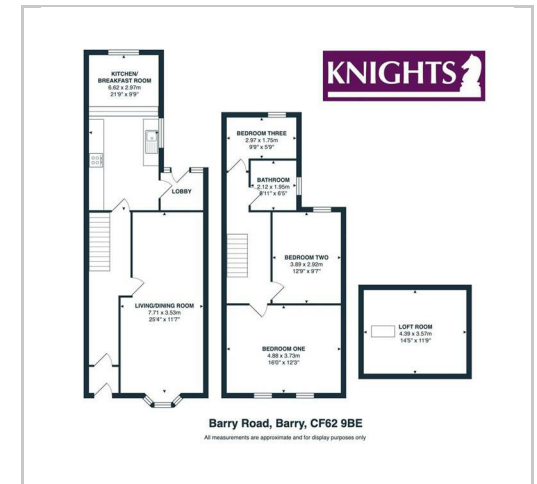 KNIGHTS
KITCHEN/
BREAKFAST ROOM
6.62 x 2.97m
21'9" x 9'9"
LOBBY
LIVING/DINING ROOM
7.71 x 3.53m
25'4" x 11'7"
BEDROOM THREE
2.97 x 1.75m
9'9" x 5'9"
BATHROOM
2.12 x 1.95m
6'11" x 6'5"
BEDROOM TWO
3.89 x 2.92m
12'9" x 9'7"
BEDROOM ONE
4.88 x 3.73m
16'0" x 12'3"
LOFT ROOM
4.39 x 3.57m
14'5" x 11'9"
Barry Road, Barry, CF62 9BE
All measurements are approximate and for display purposes only